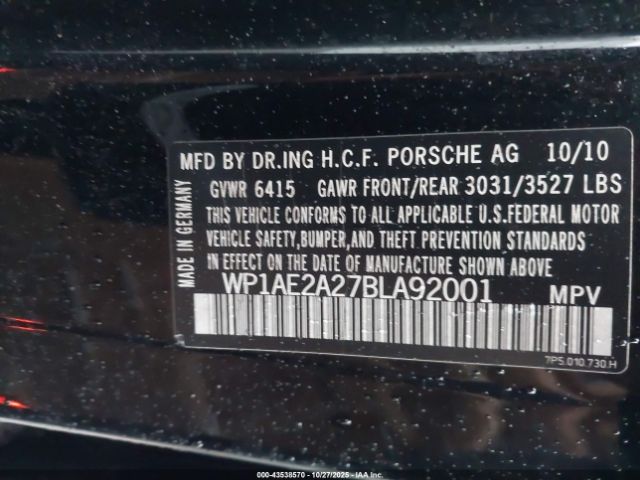 MFD BY DR.ING H.C.F. PORSCHE AG 10/10
GVWR 6415 GAWR FRONT/REAR 3031/3527 LBS
THIS VEHICLE CONFORMS TO ALL APPLICABLE U.S.FEDERAL MOTOR
VEHICLE SAFETY,BUMPER,AND THEFT PREVENTION STANDARDS
IN EFFECT ON THE DATE OF MANUFACTURE SHOWN ABOVE
WP1AE2A27BLA92001 MPV
MADE IN GERMANY
7P5.010.730.H
000-43538570 • 10/27/2025 • IAA Inc.